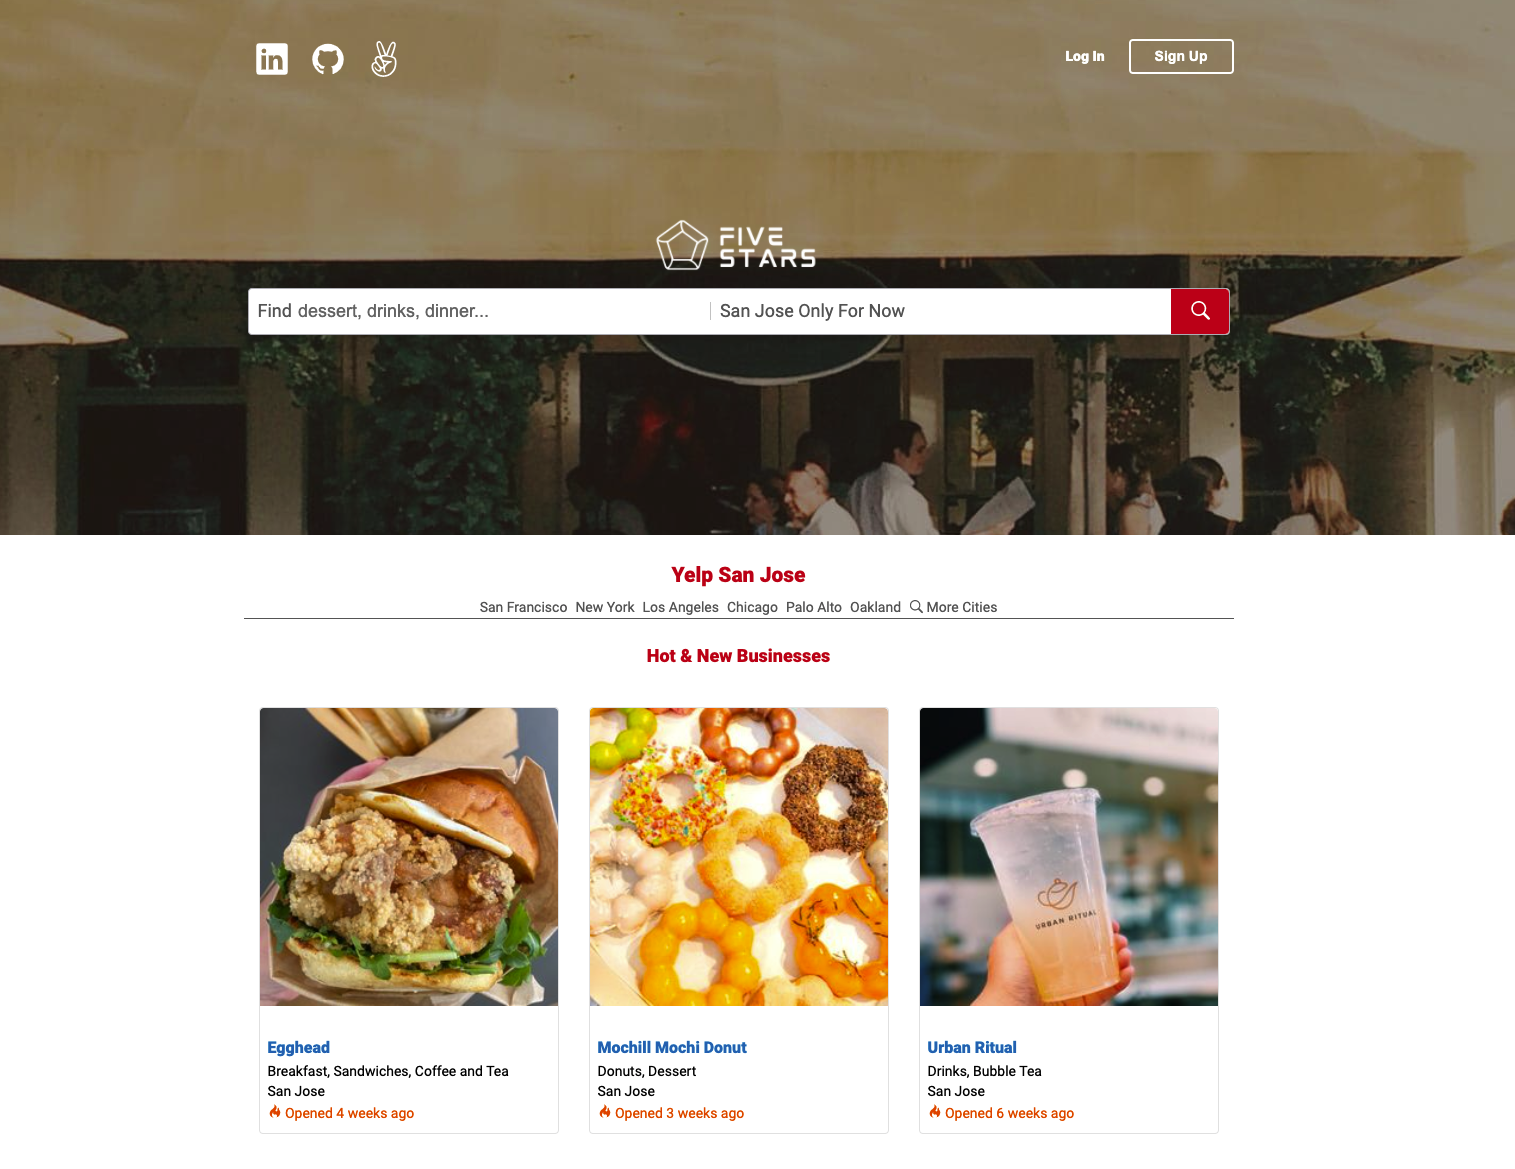 Log In
Sign Up
FIVE
STARS
Find dessert, drinks, dinner...
San Jose Only For Now
Yelp San Jose
San Francisco New York Los Angeles Chicago Palo Alto Oakland More Cities
Hot & New Businesses
URBAN RITUAL
Egghead
Breakfast, Sandwiches, Coffee and Tea
San Jose
Opened 4 weeks ago
Mochill Mochi Donut
Donuts, Dessert
San Jose
Opened 3 weeks ago
Urban Ritual
Drinks, Bubble Tea
San Jose
Opened 6 weeks ago